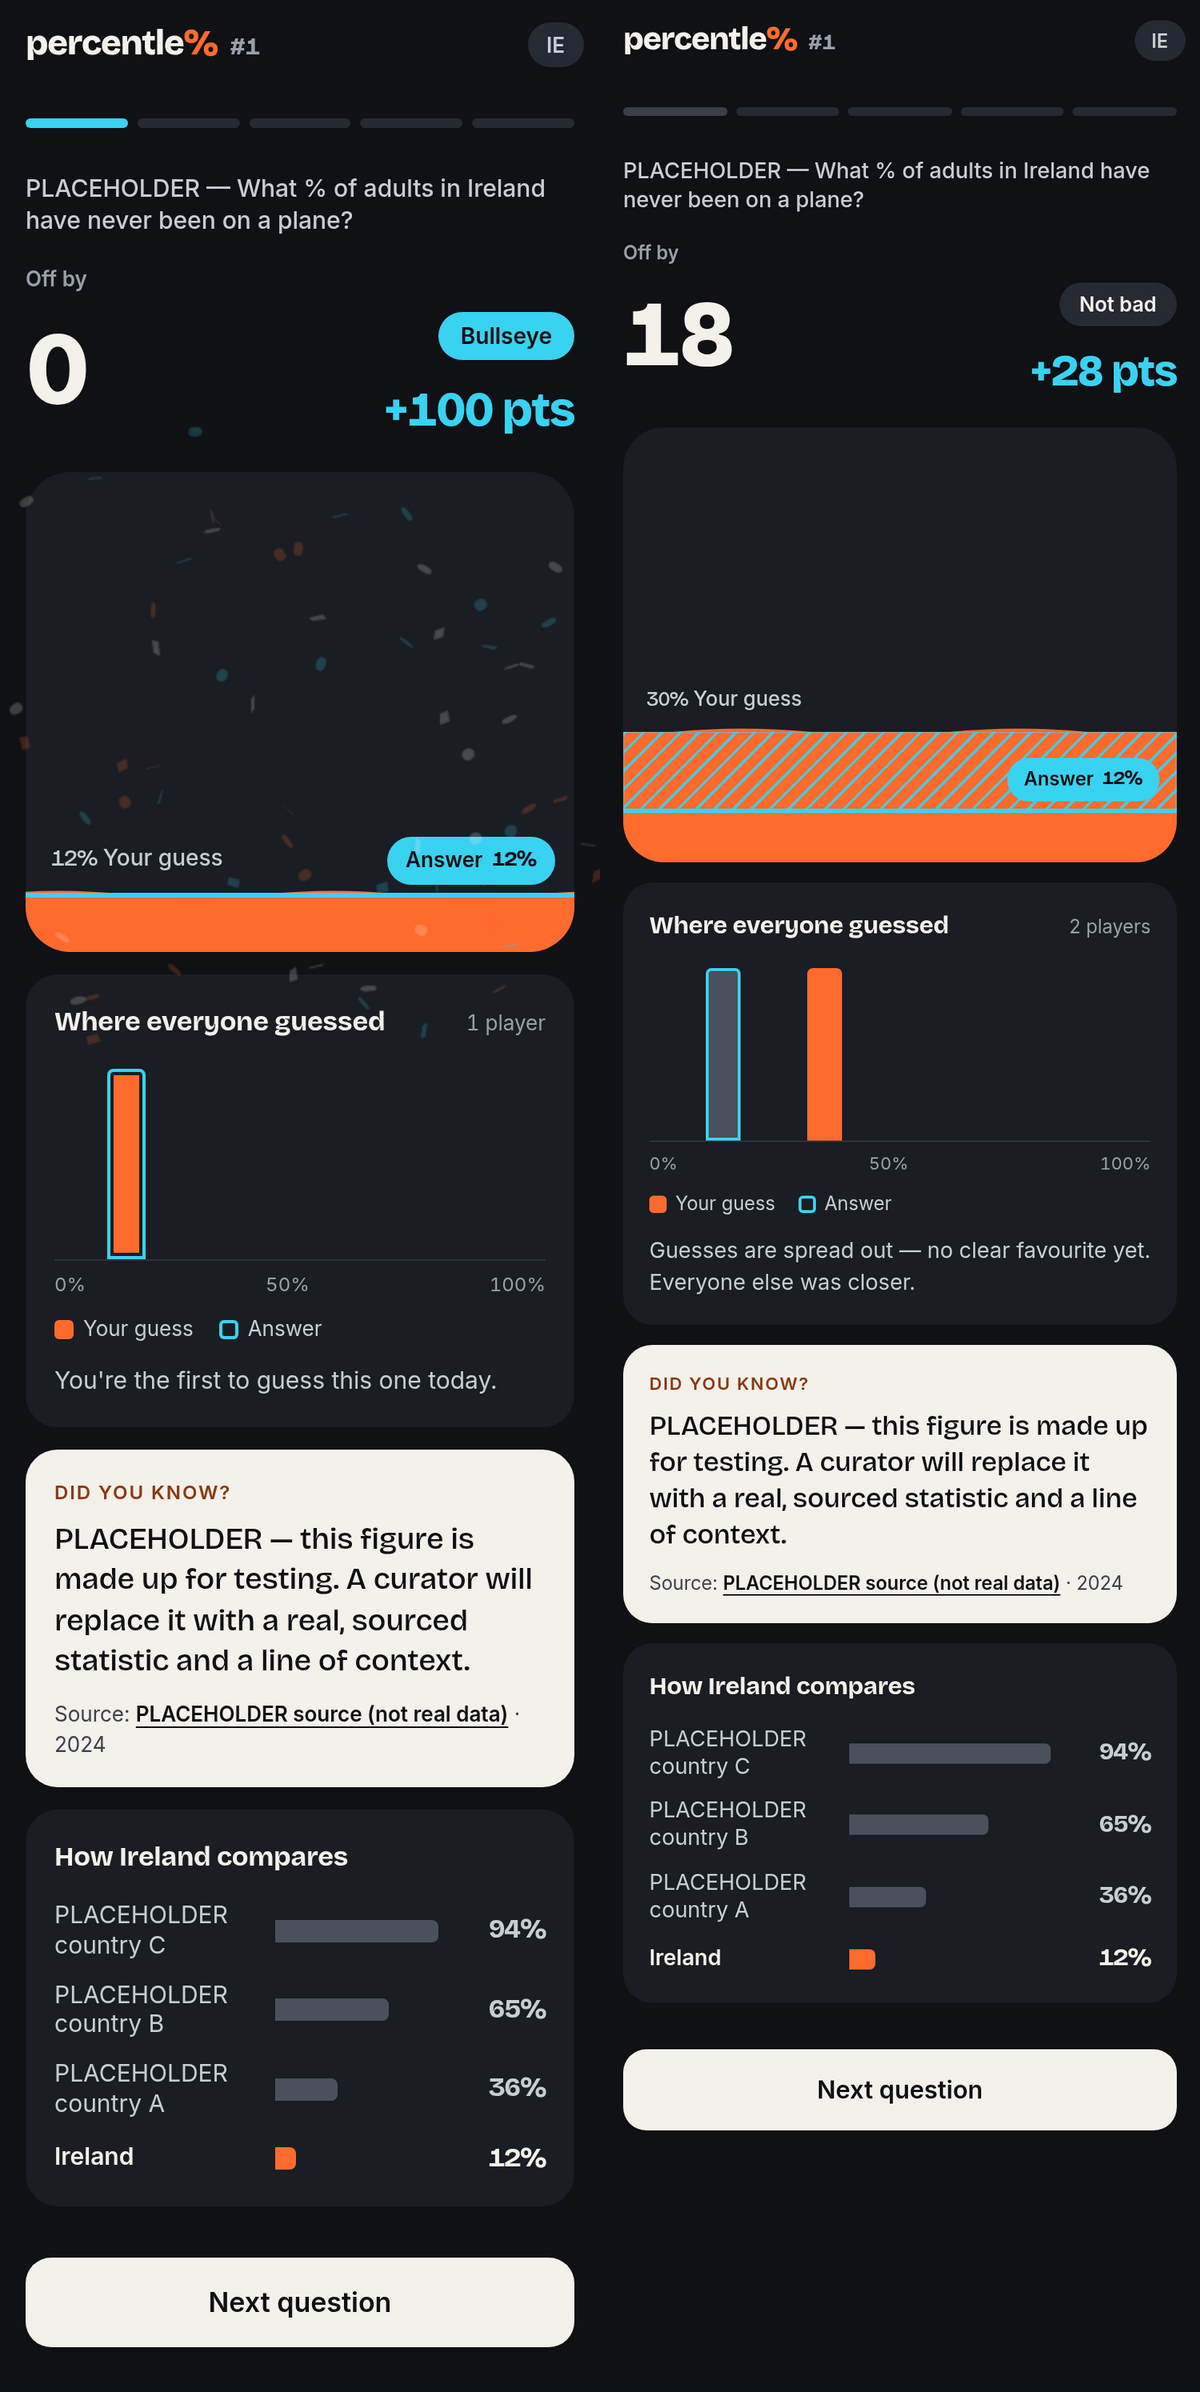 percentle% #1
IE
PLACEHOLDER — What % of adults in Ireland
have never been on a plane?
Off by
0
Bullseye
+100 pts
12% Your guess
Answer 12%
Where everyone guessed
1 player
0%
50%
100%
Your guess
Answer
You're the first to guess this one today.
DID YOU KNOW?
PLACEHOLDER — this figure is
made up for testing. A curator will
replace it with a real, sourced
statistic and a line of context.
Source: PLACEHOLDER source (not real data) ·
2024
How Ireland compares
PLACEHOLDER
country C
94%
PLACEHOLDER
country B
65%
PLACEHOLDER
country A
36%
Ireland
12%
Next question
percentle% #1
IE
PLACEHOLDER — What % of adults in Ireland have
never been on a plane?
Off by
18
Not bad
+28 pts
30% Your guess
Answer 12%
Where everyone guessed
2 players
0%
50%
100%
Your guess
Answer
Guesses are spread out — no clear favourite yet.
Everyone else was closer.
DID YOU KNOW?
PLACEHOLDER — this figure is made up
for testing. A curator will replace it
with a real, sourced statistic and a line
of context.
Source: PLACEHOLDER source (not real data) · 2024
How Ireland compares
PLACEHOLDER
country C
94%
PLACEHOLDER
country B
65%
PLACEHOLDER
country A
36%
Ireland
12%
Next question